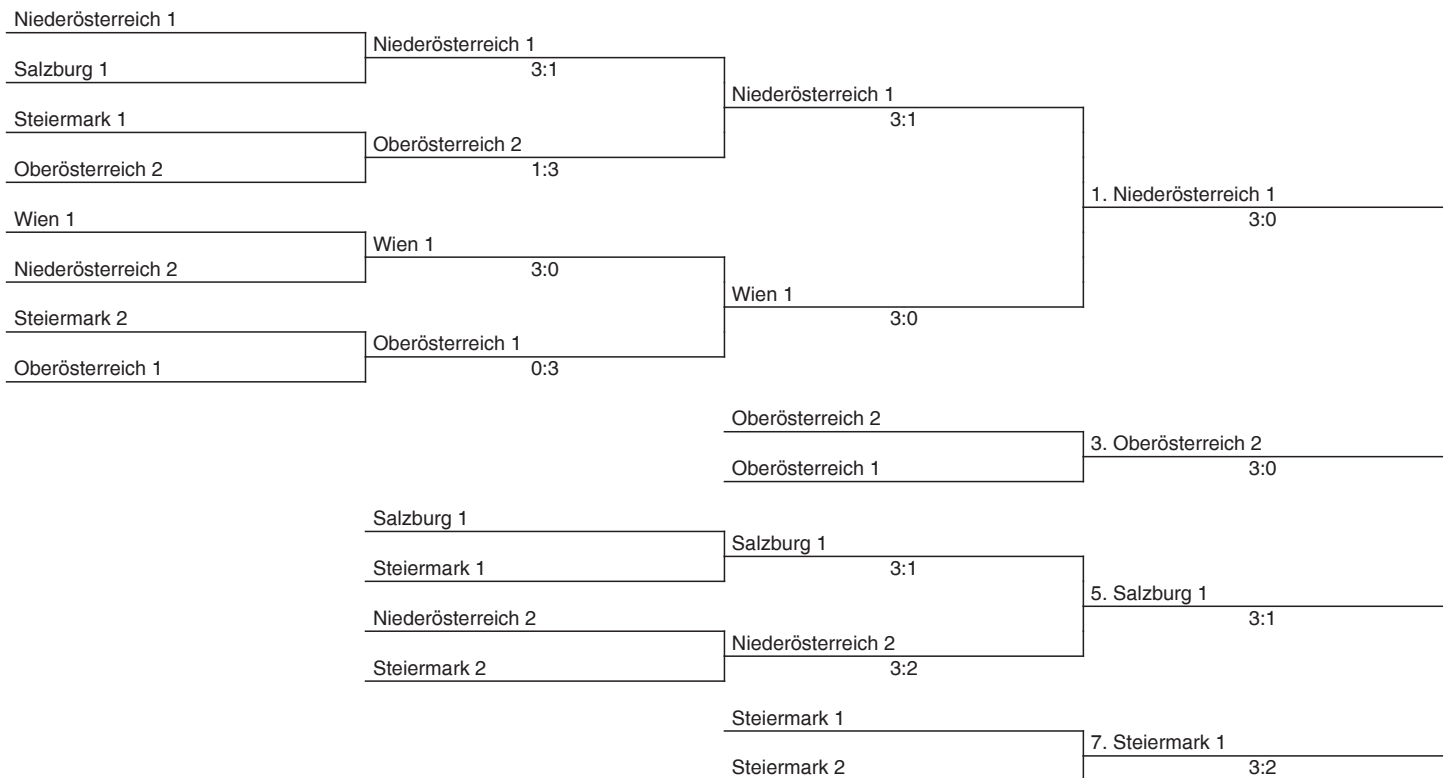 Niederösterreich 1
Niederösterreich 1
Salzburg 1
3:1
Niederösterreich 1
Steiermark 1
3:1
Oberösterreich 2
Oberösterreich 2
1:3
1. Niederösterreich 1
Wien 1
3:0
Wien 1
Niederösterreich 2
3:0
Wien 1
Steiermark 2
3:0
Oberösterreich 1
Oberösterreich 1
0:3
Oberösterreich 2
3. Oberösterreich 2
Oberösterreich 1
3:0
Salzburg 1
Salzburg 1
Steiermark 1
3:1
5. Salzburg 1
Niederösterreich 2
3:1
Niederösterreich 2
Steiermark 2
3:2
Steiermark 1
7. Steiermark 1
Steiermark 2
3:2